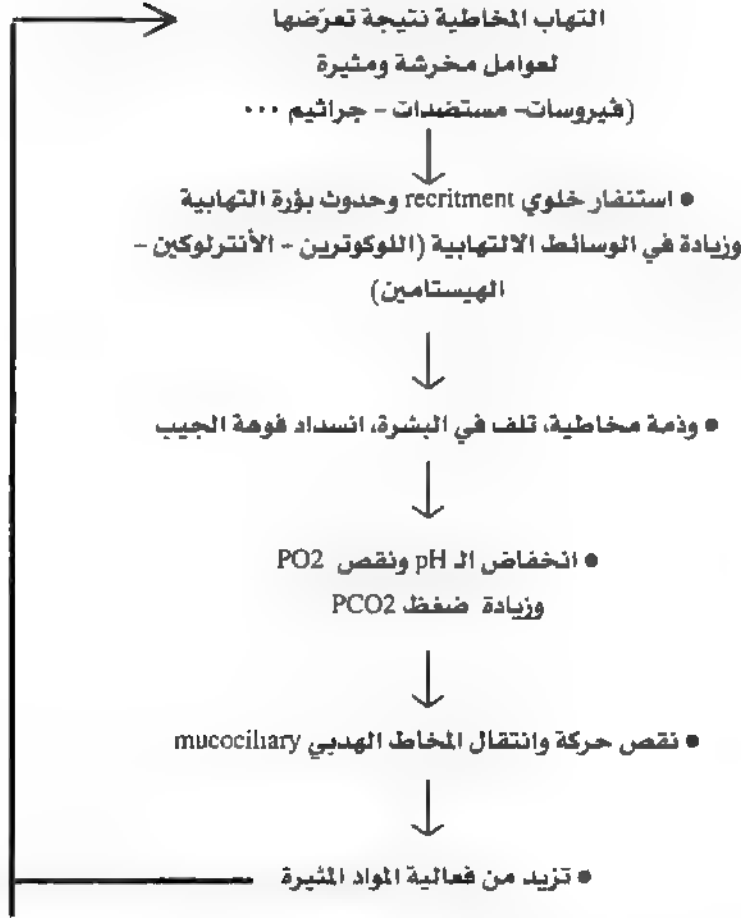 التهاب المخاطية نتيجة تعرّضها
لعوامل مخرشة ومثيرة
(فيروسات- مستضدات - جراثيم ...
● استنفار خلوي recritment وحدوث بؤرة التهابية
وزيادة في الوسائط الالتهابية (اللوكوترين - الأنترلوكين -
الهيستامين)
● وذمة مخاطية، تلف في البشرة، انسداد فوهة الجيب
● انخفاض الـ pH ونقص PO2
وزيادة ضغط PCO2
● نقص حركة وانتقال المخاط الهدبي mucociliary
● تزيد من فعالية المواد المثيرة